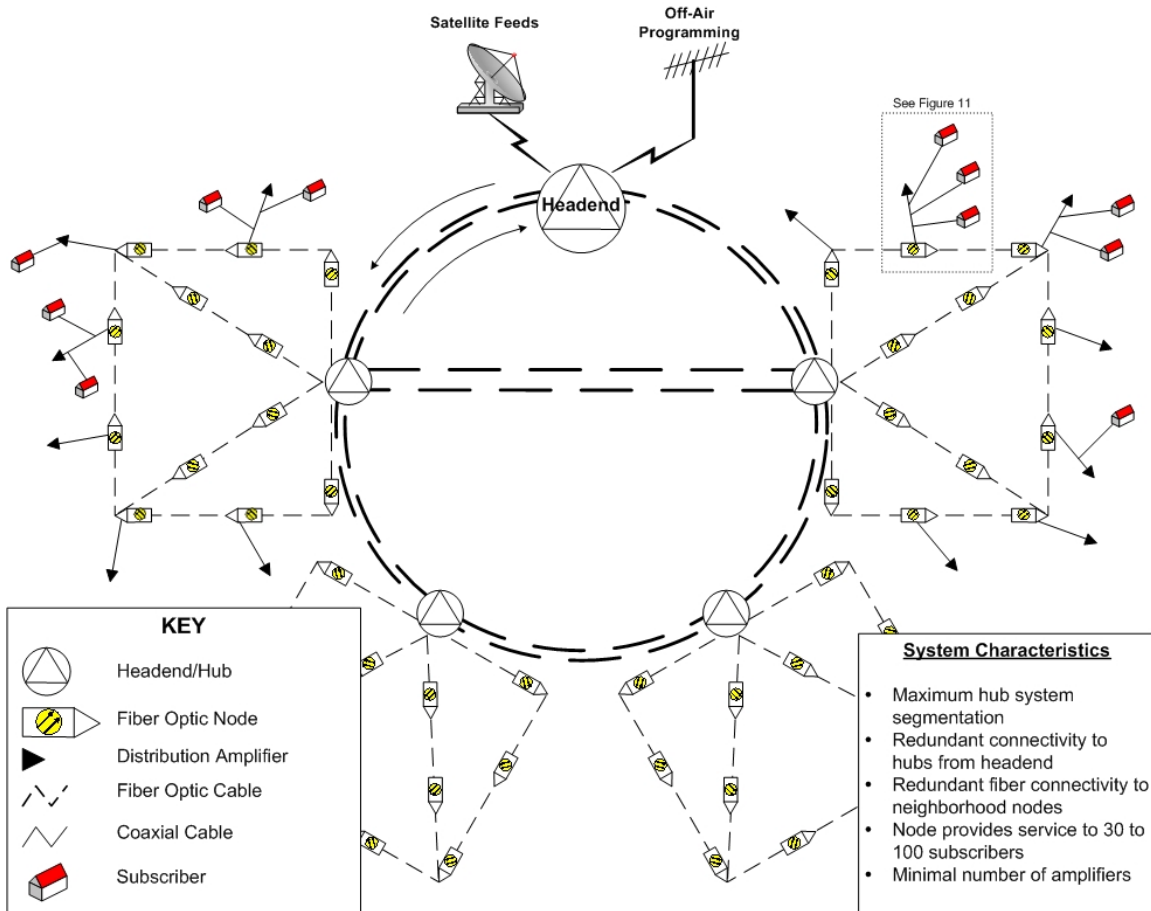 Satellite Feeds
Off-Air
Programming
See Figure 11
Headend
KEY
Headend/Hub
Fiber Optic Node
Distribution Amplifier
Fiber Optic Cable
Coaxial Cable
Subscriber
System Characteristics
• Maximum hub system
segmentation
• Redundant connectivity to
hubs from headend
• Redundant fiber connectivity to
neighborhood nodes
• Node provides service to 30 to
100 subscribers
• Minimal number of amplifiers